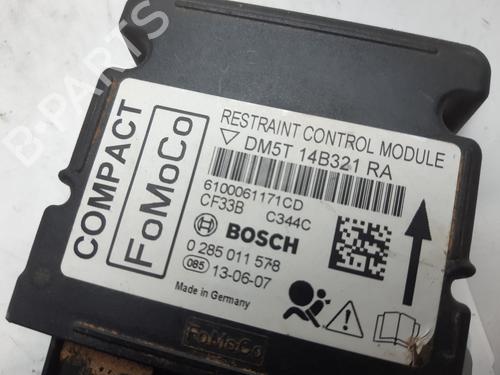 COMPACT
FoMoCo
RESTRAINT CONTROL MODULE
DM5T 14B321 RA
6100061171CD
CF33B C344C
BOSCH
0 285 011 578
085 13-06-07
Made in Germany
FoMoCo
B-PARTS